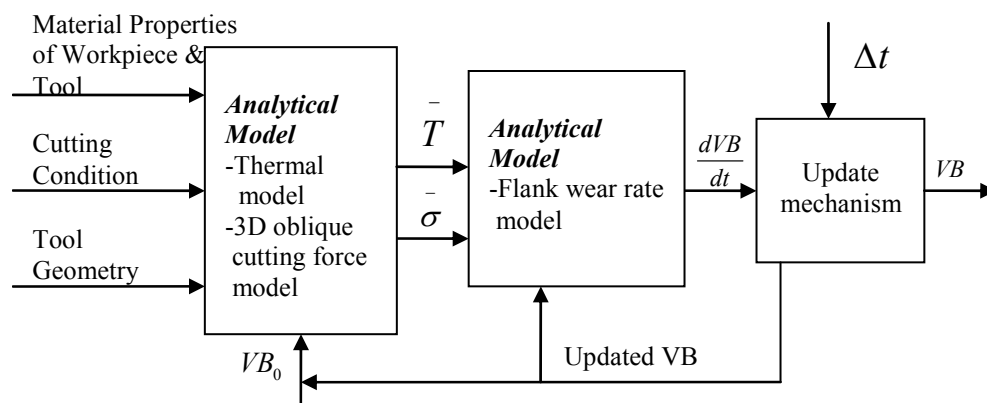 Material Properties
of Workpiece &
Tool
Cutting
Condition
Tool
Geometry
Analytical
Model
-Thermal
model
-3D oblique
cutting force
model
VB₀
T̄
σ̄
Analytical
Model
-Flank wear rate
model
dVB
dt
Δt
Update
mechanism
VB
Updated VB